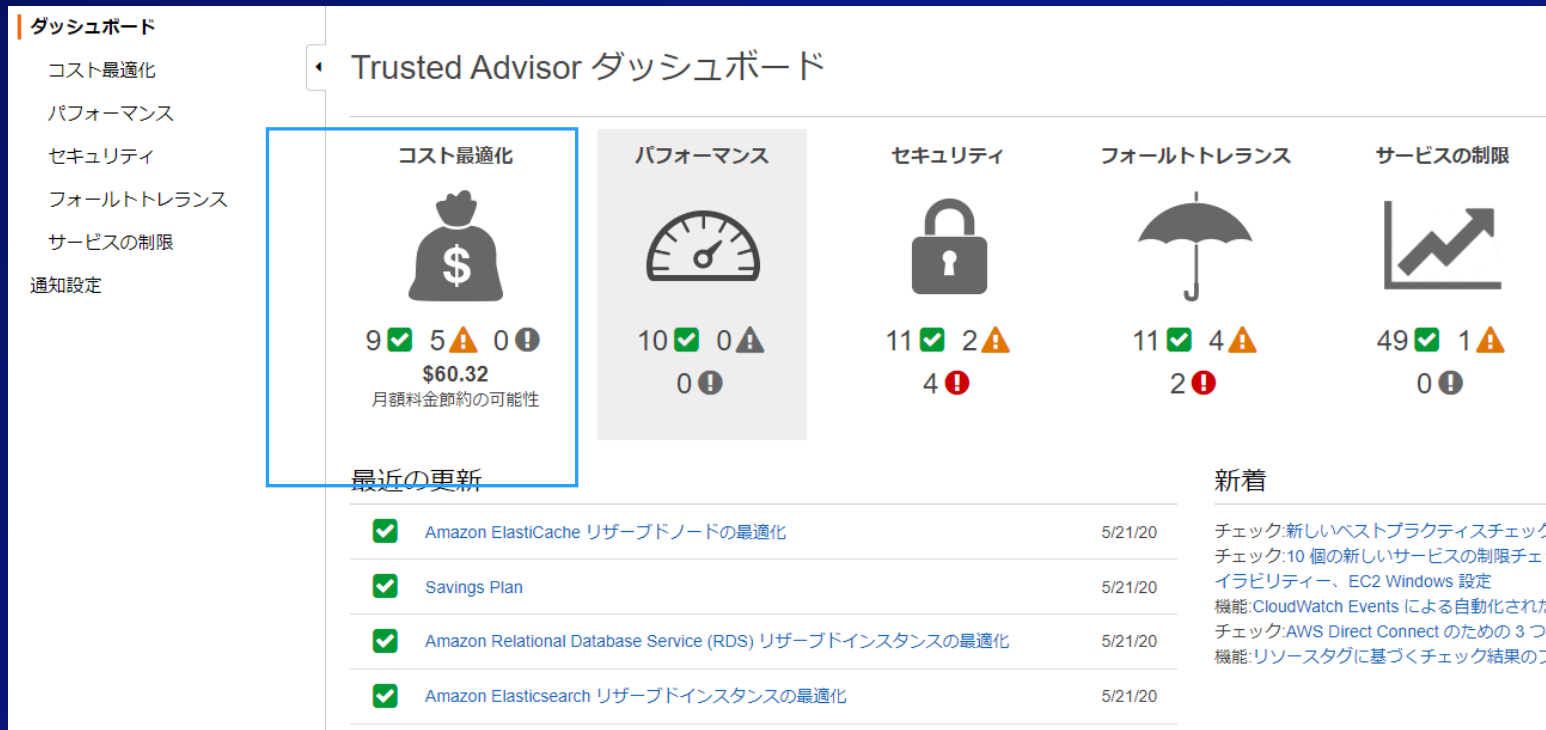 ダッシュボード
コスト最適化
パフォーマンス
セキュリティ
フォールトトレランス
サービスの制限
通知設定
Trusted Advisor ダッシュボード
コスト最適化
$
9 5 0
$60.32
月額料金節約の可能性
パフォーマンス
10 0
0
セキュリティ
11 2
4
フォールトトレランス
11 4
2
サービスの制限
49 1
0
最近の更新
Amazon ElastiCache リザーブドノードの最適化 5/21/20
Savings Plan 5/21/20
Amazon Relational Database Service (RDS) リザーブドインスタンスの最適化 5/21/20
Amazon Elasticsearch リザーブドインスタンスの最適化 5/21/20
新着
チェック:新しいベストプラクティスチェック
チェック:10 個の新しいサービスの制限チェ
イラビリティー、EC2 Windows 設定
機能:CloudWatch Events による自動化された
チェック:AWS Direct Connect のための 3 つ
機能:リソースタグに基づくチェック結果のフ